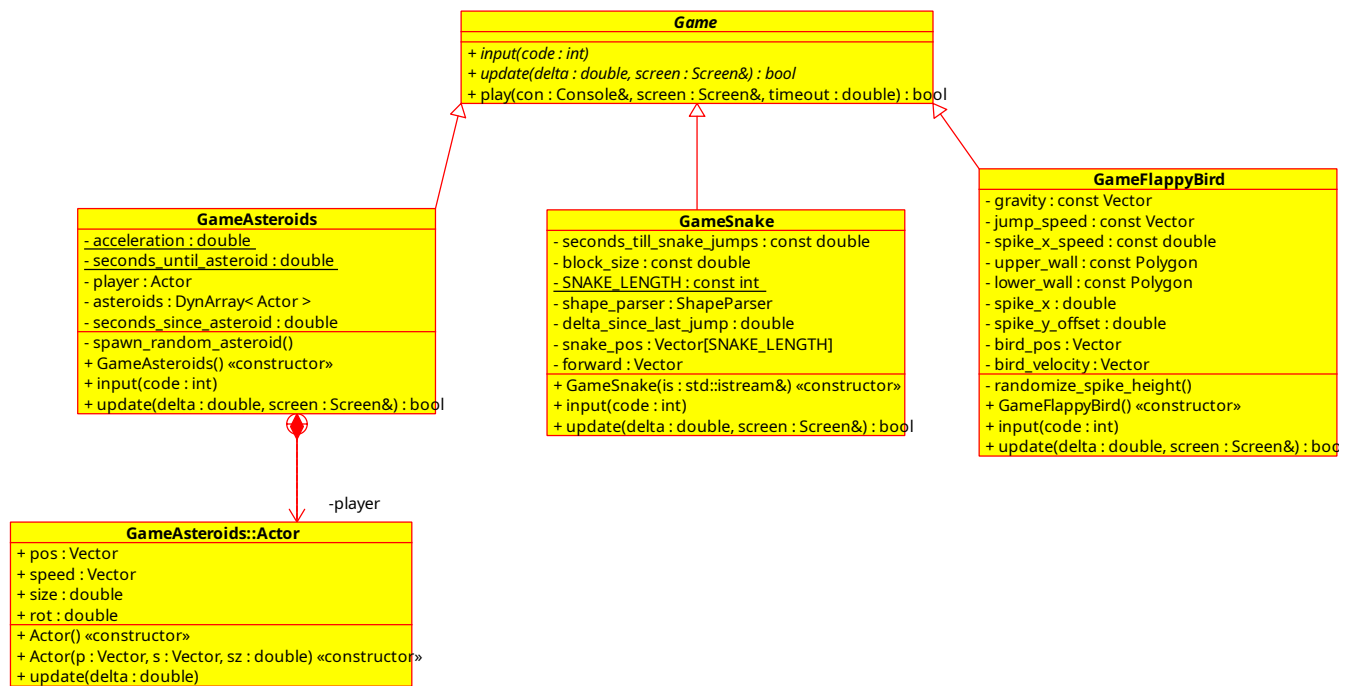 Game
+ input(code : int)
+ update(delta : double, screen : Screen&) : bool
+ play(con : Console&, screen : Screen&, timeout : double) : bool
GameAsteroids
- acceleration : double
- seconds_until_asteroid : double
- player : Actor
- asteroids : DynArray< Actor >
- seconds_since_asteroid : double
- spawn_random_asteroid()
+ GameAsteroids() «constructor»
+ input(code : int)
+ update(delta : double, screen : Screen&) : bool
GameSnake
- seconds_till_snake_jumps : const double
- block_size : const double
- SNAKE_LENGTH : const int
- shape_parser : ShapeParser
- delta_since_last_jump : double
- snake_pos : Vector[SNAKE_LENGTH]
- forward : Vector
+ GameSnake(is : std::istream&) «constructor»
+ input(code : int)
+ update(delta : double, screen : Screen&) : bool
GameFlappyBird
- gravity : const Vector
- jump_speed : const Vector
- spike_x_speed : const double
- upper_wall : const Polygon
- lower_wall : const Polygon
- spike_x : double
- spike_y_offset : double
- bird_pos : Vector
- bird_velocity : Vector
- randomize_spike_height()
+ GameFlappyBird() «constructor»
+ input(code : int)
+ update(delta : double, screen : Screen&) : boo
-player
GameAsteroids::Actor
+ pos : Vector
+ speed : Vector
+ size : double
+ rot : double
+ Actor() «constructor»
+ Actor(p : Vector, s : Vector, sz : double) «constructor»
+ update(delta : double)